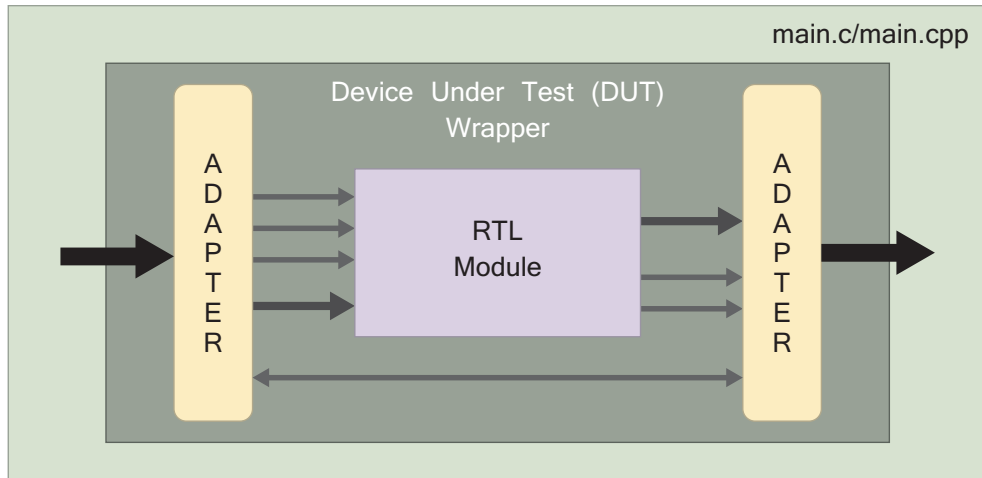 main.c/main.cpp
Device Under Test (DUT)
Wrapper
A
D
A
P
T
E
R
RTL
Module
A
D
A
P
T
E
R